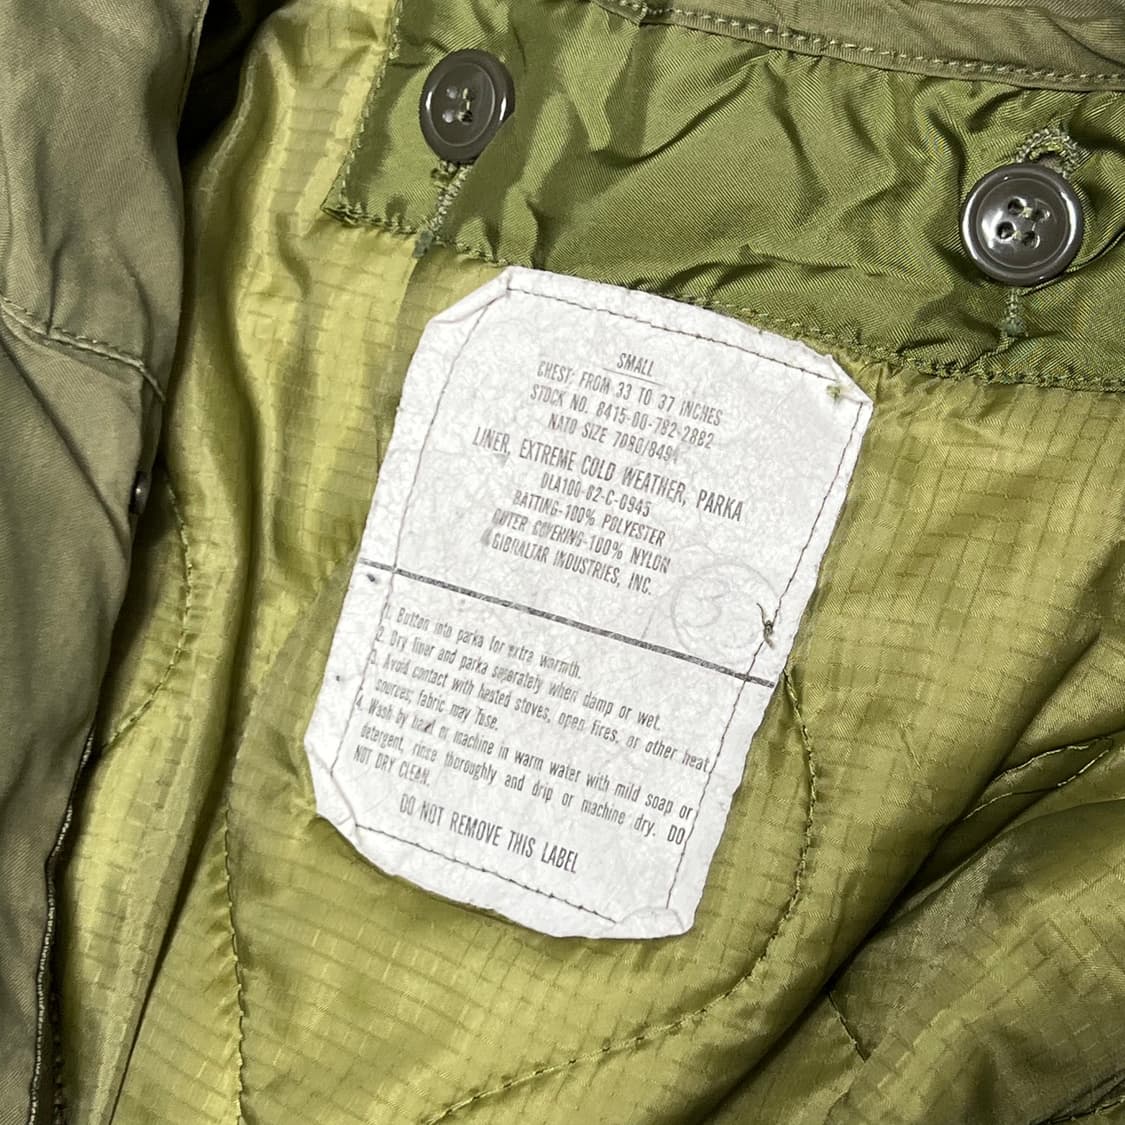 SMALL
CHEST: FROM 33 TO 37 INCHES
STOCK NO. 8415-00-782-2882
NATO SIZE 7080/8494
LINER, EXTREME COLD WEATHER, PARKA
DLA100-82-C-0945
BATTING-100% POLYESTER
OUTER COVERING-100% NYLON
GIBRALTAR INDUSTRIES, INC.
1. Button into parka for extra warmth.
2. Dry liner and parka separately when damp or wet.
3. Avoid contact with heated stoves, open fires, or other heat
sources; fabric may fuse.
4. Wash by hand or machine in warm water with mild soap or
detergent, rinse thoroughly and drip or machine dry. DO
NOT DRY CLEAN.
DO NOT REMOVE THIS LABEL